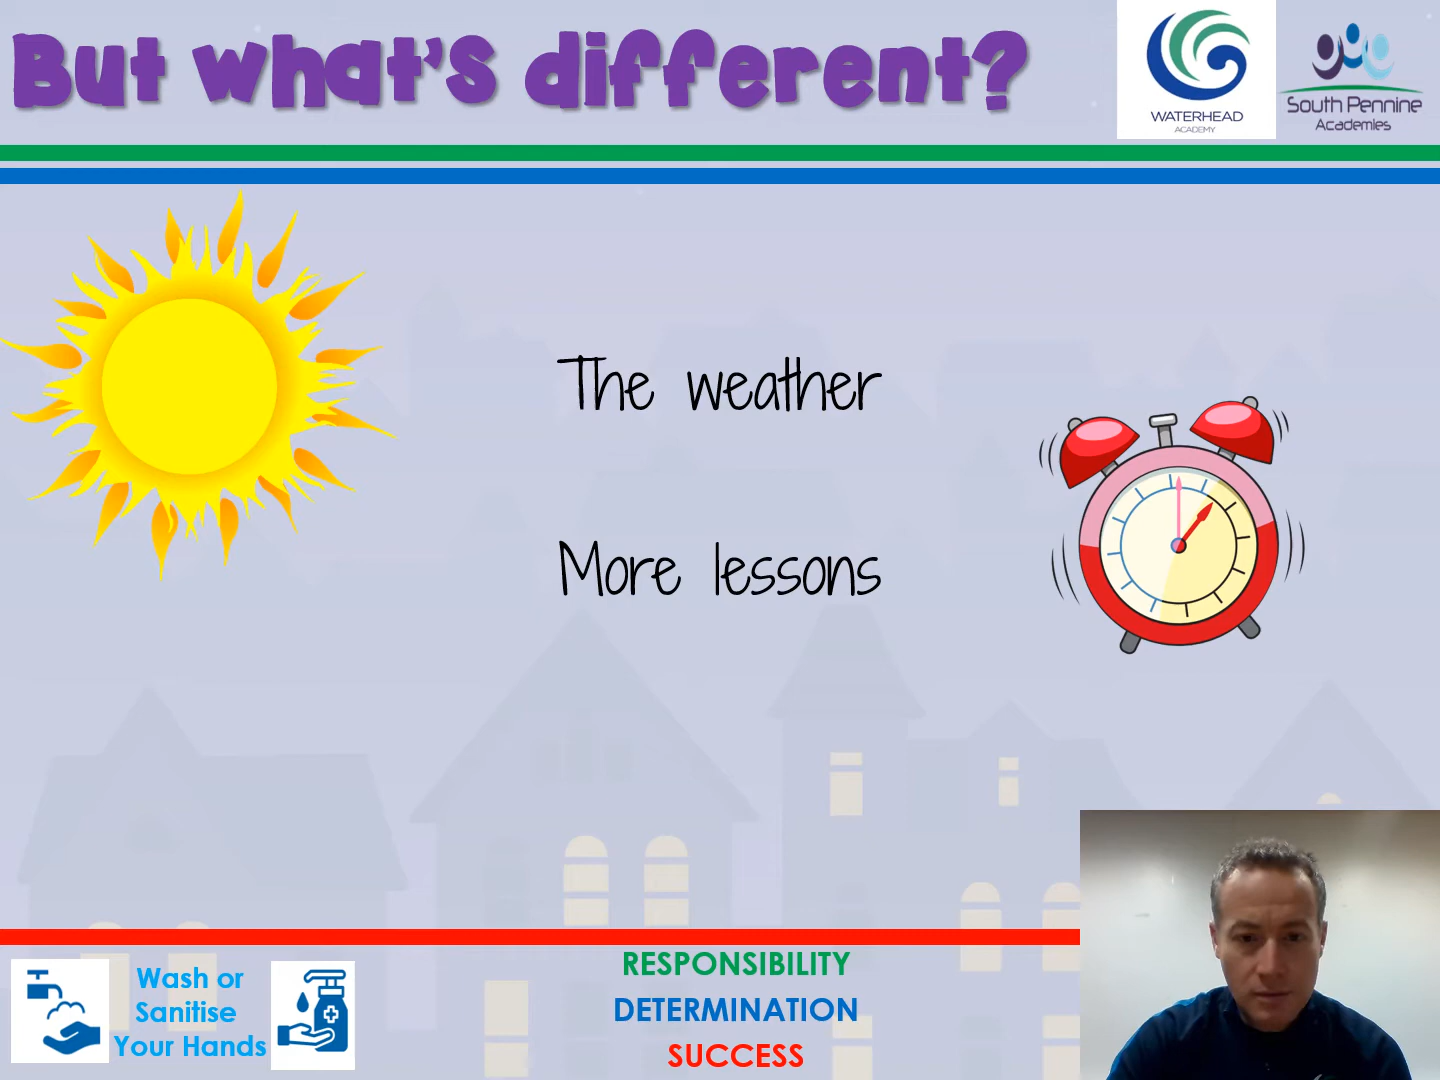 But what's different?
WATERHEAD
ACADEMY
South Pennine
Academies
The weather
More lessons
Wash or
Sanitise
Your Hands
RESPONSIBILITY
DETERMINATION
SUCCESS